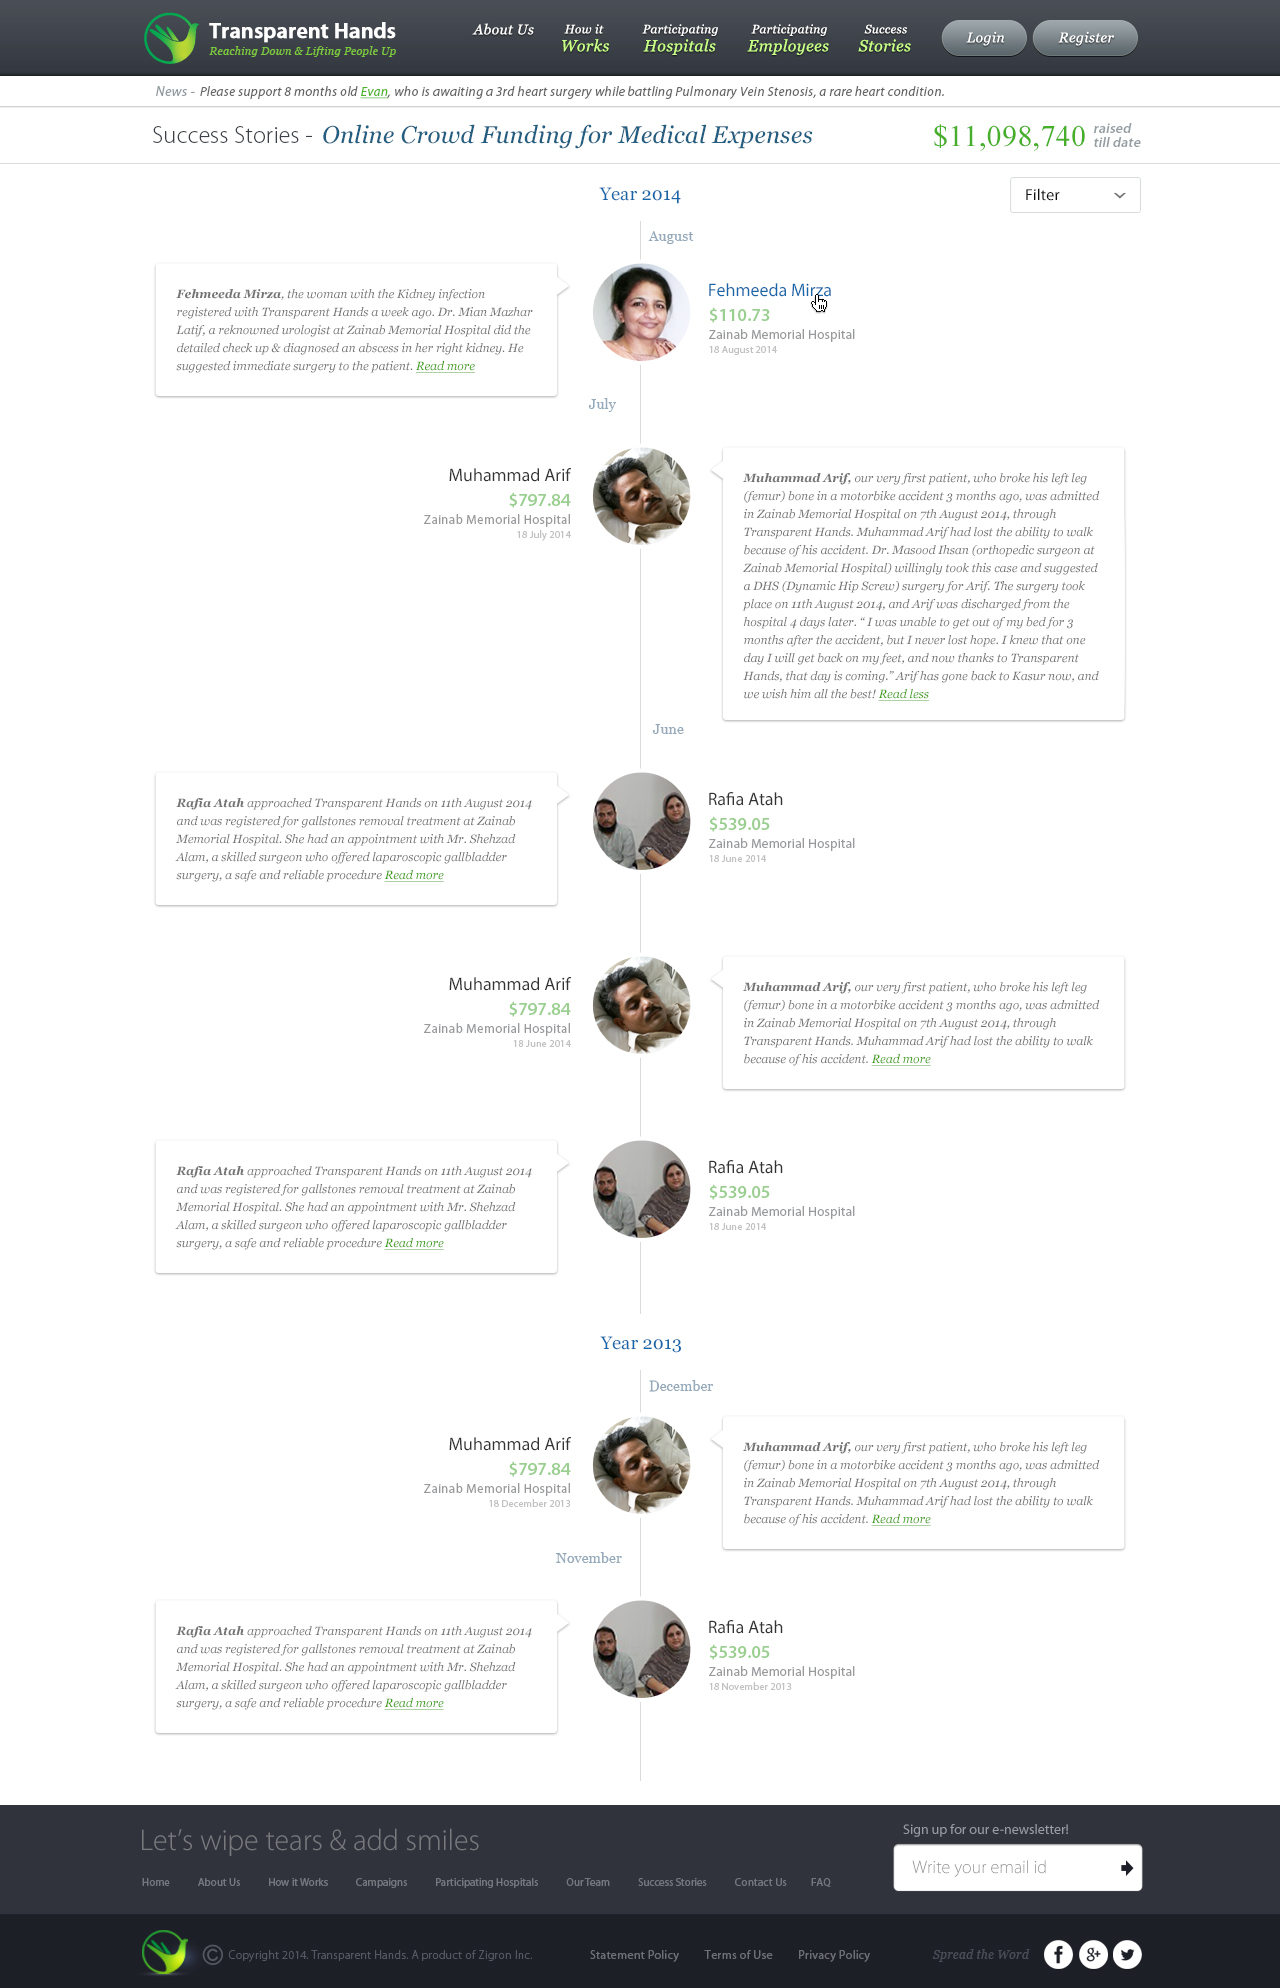 Transparent Hands
Reaching Down & Lifting People Up
About Us
How it
Works
Participating
Hospitals
Participating
Employees
Success
Stories
Login
Register
News - Please support 8 months old Evan, who is awaiting a 3rd heart surgery while battling Pulmonary Vein Stenosis, a rare heart condition.
Success Stories - Online Crowd Funding for Medical Expenses
$11,098,740 raised
till date
Year 2014
Filter
August
Fehmeeda Mirza, the woman with the Kidney infection
registered with Transparent Hands a week ago. Dr. Mian Mazhar
Latif, a reknowned urologist at Zainab Memorial Hospital did the
detailed check up & diagnosed an abscess in her right kidney. He
suggested immediate surgery to the patient. Read more
Fehmeeda Mirza
$110.73
Zainab Memorial Hospital
18 August 2014
July
Muhammad Arif
$797.84
Zainab Memorial Hospital
18 July 2014
Muhammad Arif, our very first patient, who broke his left leg
(femur) bone in a motorbike accident 3 months ago, was admitted
in Zainab Memorial Hospital on 7th August 2014, through
Transparent Hands. Muhammad Arif had lost the ability to walk
because of his accident. Dr. Masood Ihsan (orthopedic surgeon at
Zainab Memorial Hospital) willingly took this case and suggested
a DHS (Dynamic Hip Screw) surgery for Arif. The surgery took
place on 11th August 2014, and Arif was discharged from the
hospital 4 days later. “ I was unable to get out of my bed for 3
months after the accident, but I never lost hope. I knew that one
day I will get back on my feet, and now thanks to Transparent
Hands, that day is coming.” Arif has gone back to Kasur now, and
we wish him all the best! Read less
June
Rafia Atah approached Transparent Hands on 11th August 2014
and was registered for gallstones removal treatment at Zainab
Memorial Hospital. She had an appointment with Mr. Shehzad
Alam, a skilled surgeon who offered laparoscopic gallbladder
surgery, a safe and reliable procedure Read more
Rafia Atah
$539.05
Zainab Memorial Hospital
18 June 2014
Muhammad Arif
$797.84
Zainab Memorial Hospital
18 June 2014
Muhammad Arif, our very first patient, who broke his left leg
(femur) bone in a motorbike accident 3 months ago, was admitted
in Zainab Memorial Hospital on 7th August 2014, through
Transparent Hands. Muhammad Arif had lost the ability to walk
because of his accident. Read more
Rafia Atah approached Transparent Hands on 11th August 2014
and was registered for gallstones removal treatment at Zainab
Memorial Hospital. She had an appointment with Mr. Shehzad
Alam, a skilled surgeon who offered laparoscopic gallbladder
surgery, a safe and reliable procedure Read more
Rafia Atah
$539.05
Zainab Memorial Hospital
18 June 2014
Year 2013
December
Muhammad Arif
$797.84
Zainab Memorial Hospital
18 December 2013
Muhammad Arif, our very first patient, who broke his left leg
(femur) bone in a motorbike accident 3 months ago, was admitted
in Zainab Memorial Hospital on 7th August 2014, through
Transparent Hands. Muhammad Arif had lost the ability to walk
because of his accident. Read more
November
Rafia Atah approached Transparent Hands on 11th August 2014
and was registered for gallstones removal treatment at Zainab
Memorial Hospital. She had an appointment with Mr. Shehzad
Alam, a skilled surgeon who offered laparoscopic gallbladder
surgery, a safe and reliable procedure Read more
Rafia Atah
$539.05
Zainab Memorial Hospital
18 November 2013
Let’s wipe tears & add smiles
Sign up for our e-newsletter!
Write your email id
Home About Us How it Works Campaigns Participating Hospitals Our Team Success Stories Contact Us FAQ
© Copyright 2014. Transparent Hands. A product of Zigron Inc.
Statement Policy Terms of Use Privacy Policy
Spread the Word